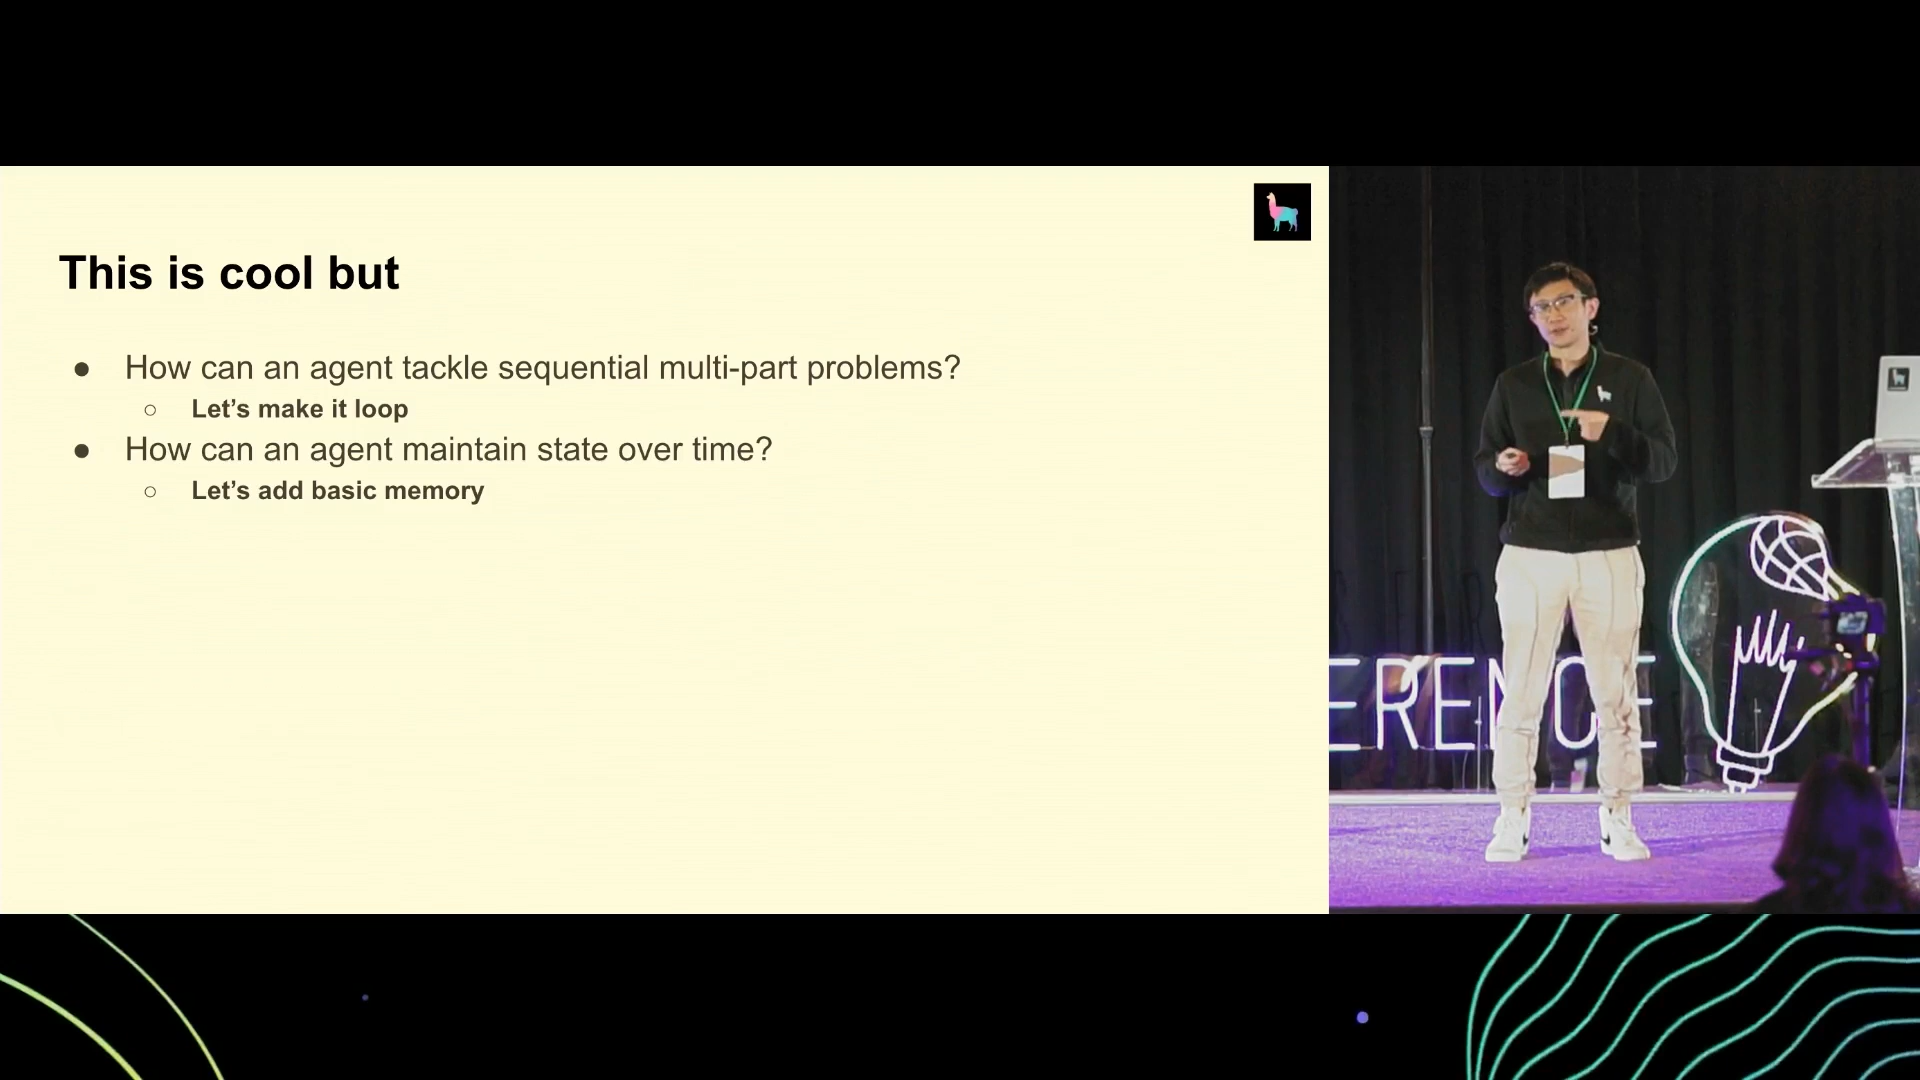 This is cool but
● How can an agent tackle sequential multi-part problems?
○ Let’s make it loop
● How can an agent maintain state over time?
○ Let’s add basic memory
ERENCE